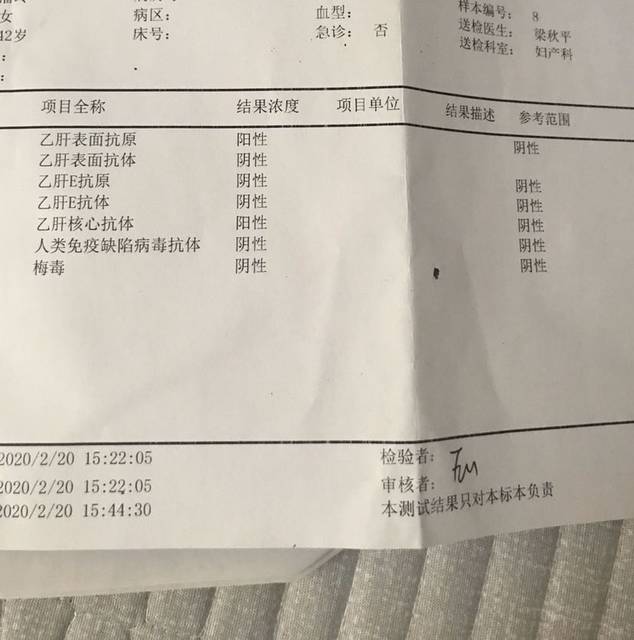 女 病区: 血型: 样本编号: 8
42岁 床号: 急诊: 否 送检医生: 梁秋平
送检科室: 妇产科
项目全称 结果浓度 项目单位 结果描述 参考范围
乙肝表面抗原 阳性 阴性
乙肝表面抗体 阴性
乙肝E抗原 阴性 阴性
乙肝E抗体 阴性 阴性
乙肝核心抗体 阳性 阴性
人类免疫缺陷病毒抗体 阴性 阴性
梅毒 阴性 阴性
2020/2/20 15:22:05 检验者:
2020/2/20 15:22:05 审核者:
2020/2/20 15:44:30 本测试结果只对本标本负责